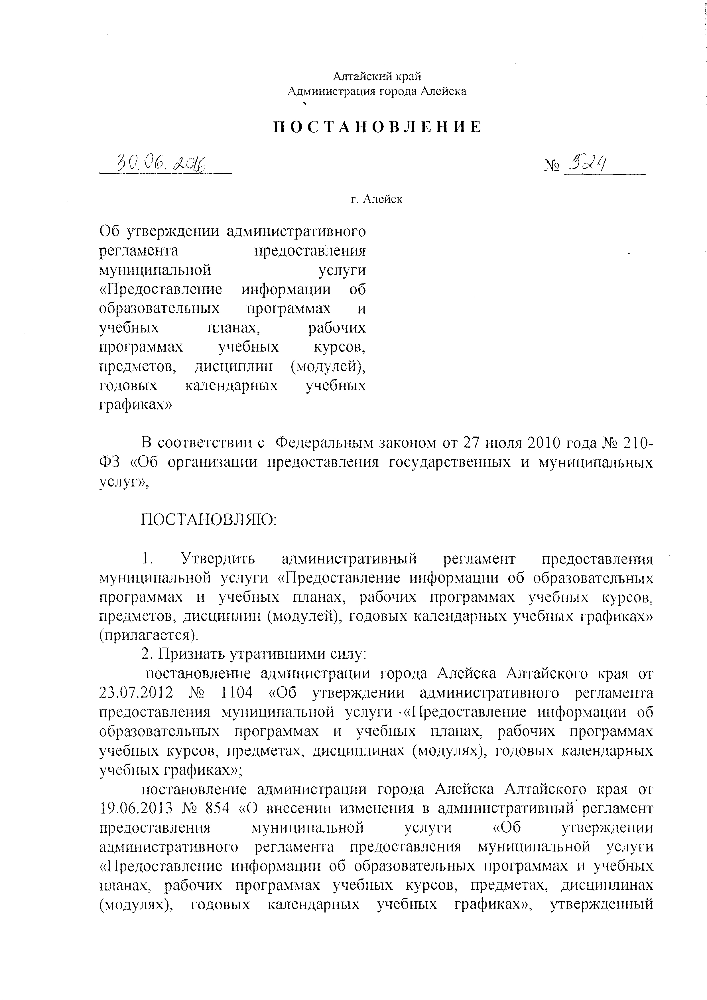 Алтайский край
Администрация города Алейска
ПОСТАНОВЛЕНИЕ
30.06.2016 № 524
г. Алейск
Об утверждении административного
регламента предоставления
муниципальной услуги
«Предоставление информации об
образовательных программах и
учебных планах, рабочих
программах учебных курсов,
предметов, дисциплин (модулей),
годовых календарных учебных
графиках»
В соответствии с Федеральным законом от 27 июля 2010 года № 210-
ФЗ «Об организации предоставления государственных и муниципальных
услуг»,
ПОСТАНОВЛЯЮ:
1. Утвердить административный регламент предоставления
муниципальной услуги «Предоставление информации об образовательных
программах и учебных планах, рабочих программах учебных курсов,
предметов, дисциплин (модулей), годовых календарных учебных графиках»
(прилагается).
2. Признать утратившими силу:
постановление администрации города Алейска Алтайского края от
23.07.2012 № 1104 «Об утверждении административного регламента
предоставления муниципальной услуги «Предоставление информации об
образовательных программах и учебных планах, рабочих программах
учебных курсов, предметах, дисциплинах (модулях), годовых календарных
учебных графиках»;
постановление администрации города Алейска Алтайского края от
19.06.2013 № 854 «О внесении изменения в административный регламент
предоставления муниципальной услуги «Об утверждении
административного регламента предоставления муниципальной услуги
«Предоставление информации об образовательных программах и учебных
планах, рабочих программах учебных курсов, предметах, дисциплинах
(модулях), годовых календарных учебных графиках», утвержденный